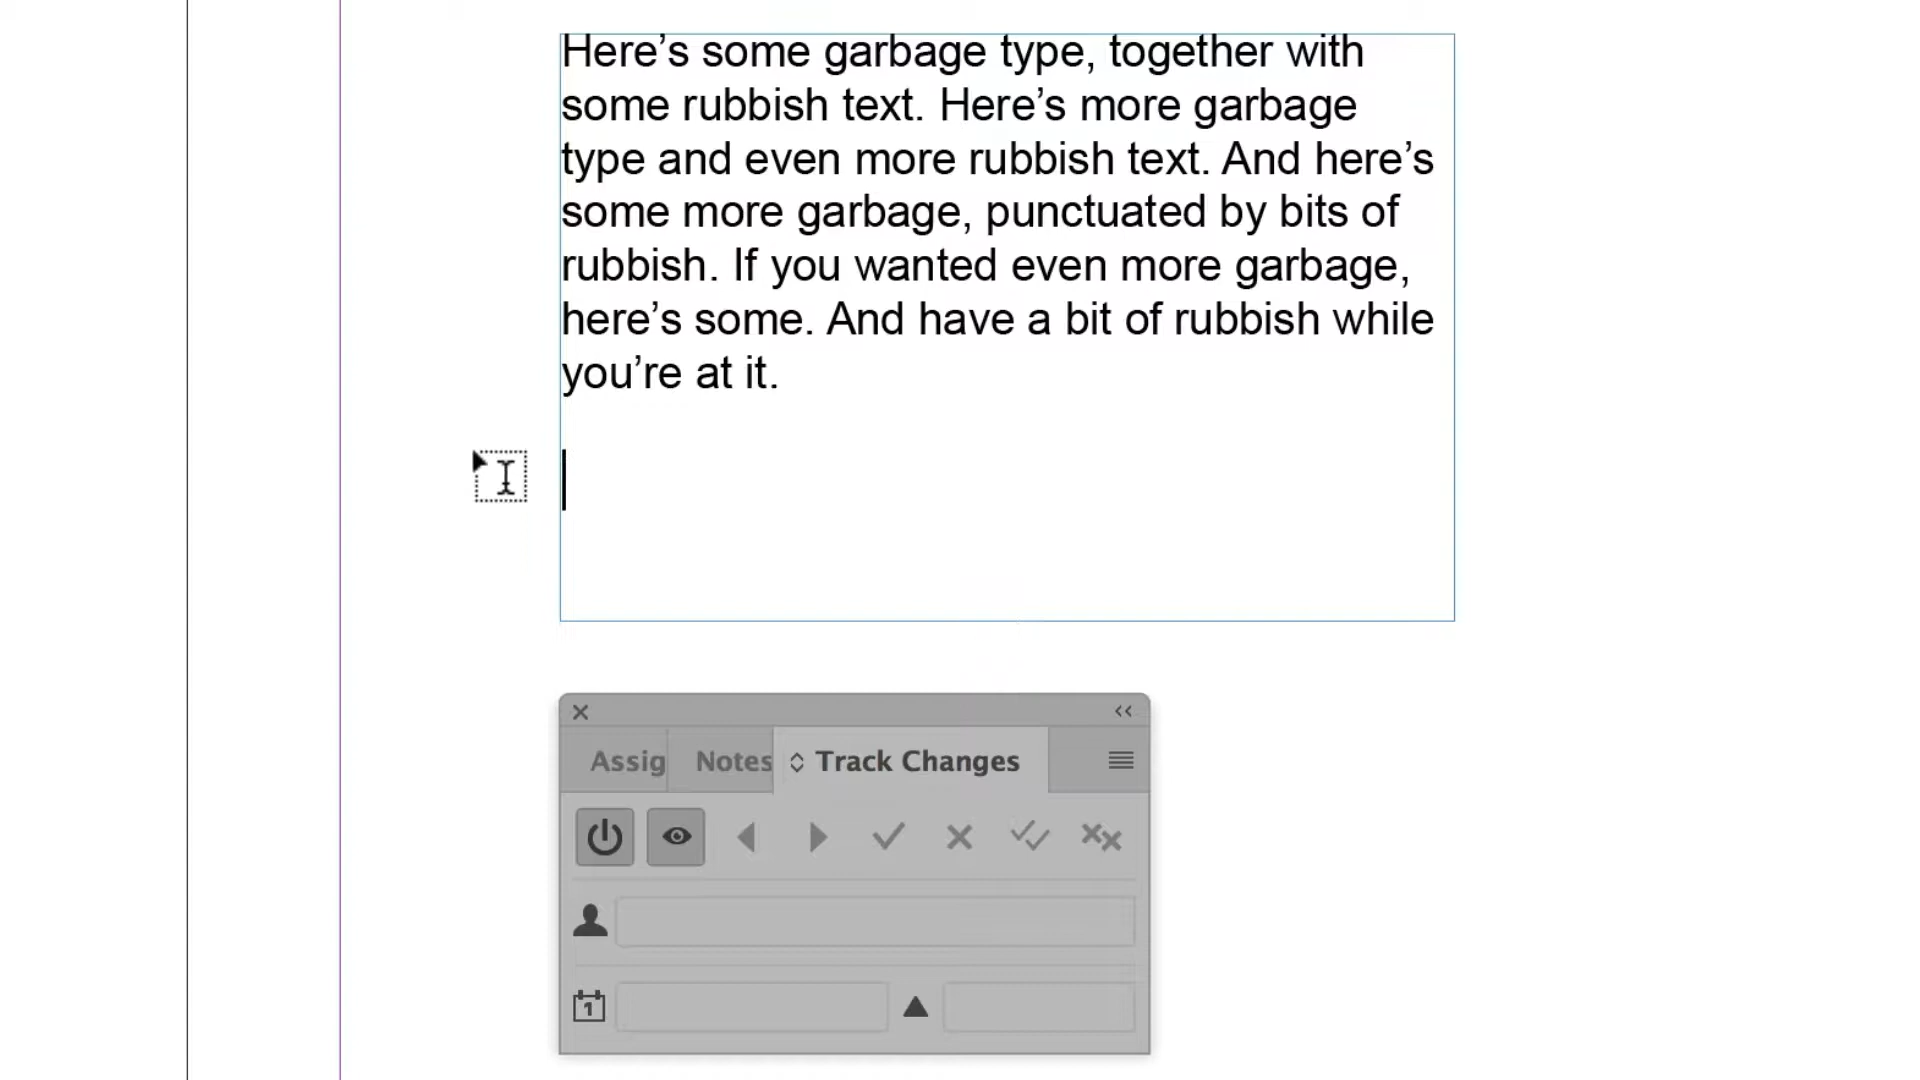 Here’s some garbage type, together with
some rubbish text. Here’s more garbage
type and even more rubbish text. And here’s
some more garbage, punctuated by bits of
rubbish. If you wanted even more garbage,
here’s some. And have a bit of rubbish while
you’re at it.
Assig Notes Track Changes
1